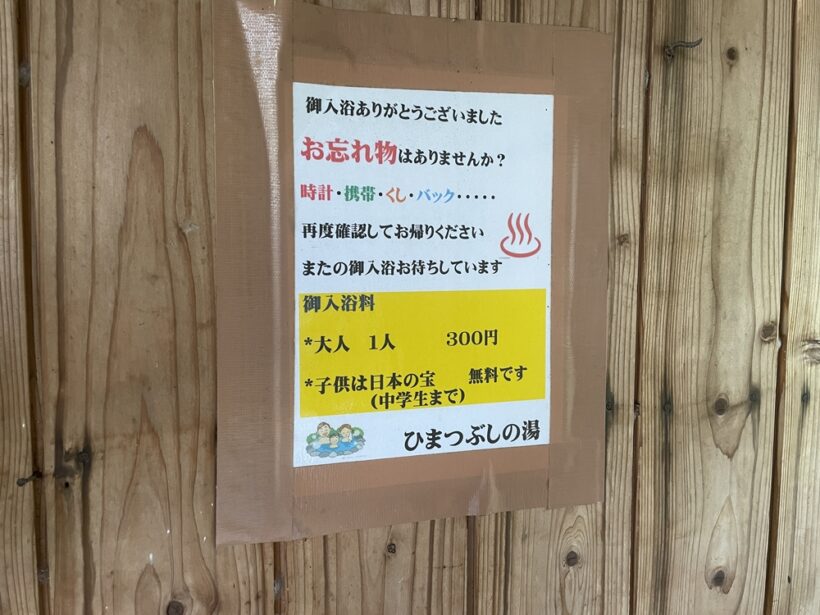 御入浴ありがとうございました
お忘れ物はありませんか？
時計・携帯・くし・バック・・・・・
再度確認してお帰りください
またの御入浴お待ちしています
御入浴料
*大人　1人　300円
*子供は日本の宝　無料です
(中学生まで)
ひまつぶしの湯